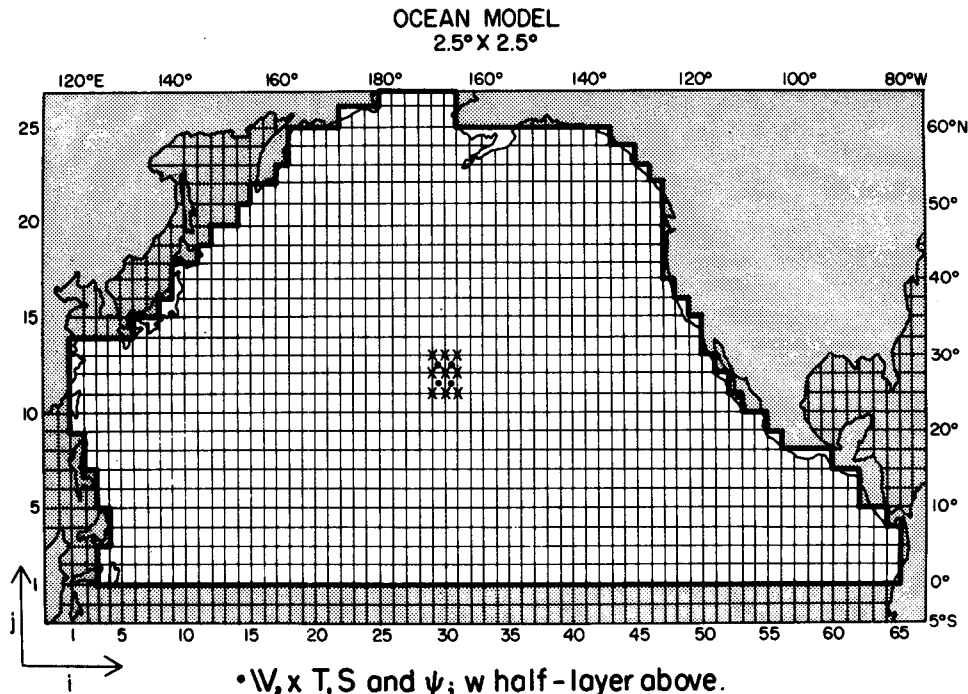 OCEAN MODEL
2.5° X 2.5°
120°E 140° 160° 180° 160° 140° 120° 100° 80°W
25 60°N
20 50°
40°
15
30°
10
20°
5 10°
1 0°
5°S
j
1 5 10 15 20 25 30 35 40 45 50 55 60 65
i
• V, x T, S and ψ; w half-layer above.